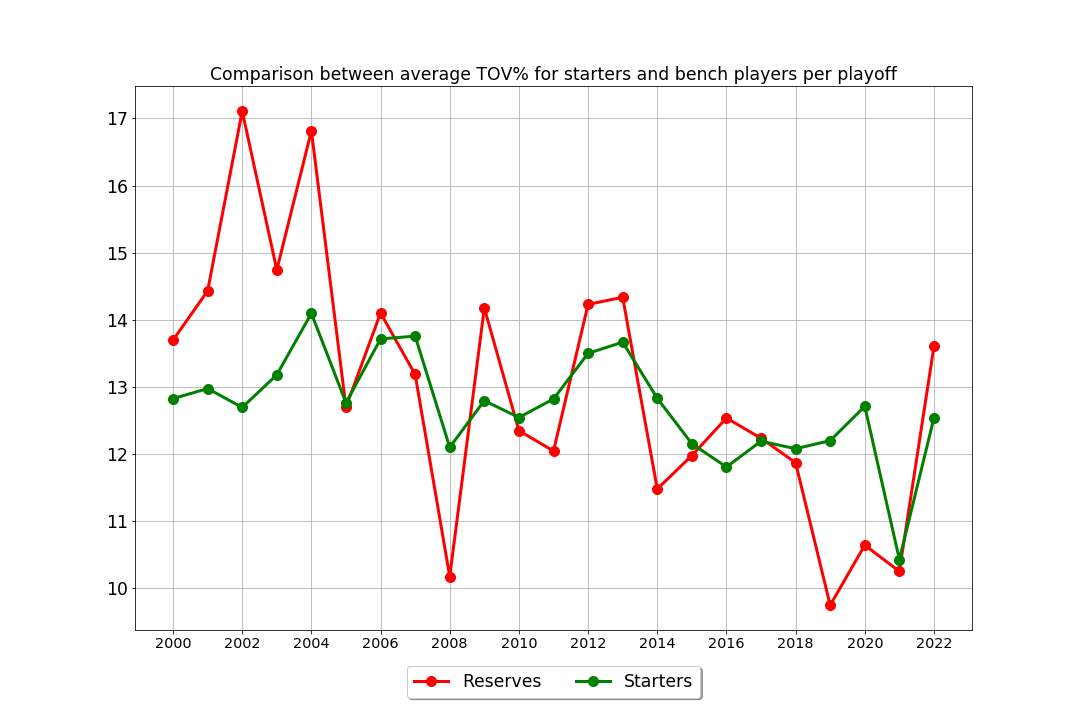 Comparison between average TOV% for starters and bench players per playoff
17
16
15
14
13
12
11
10
2000 2002 2004 2006 2008 2010 2012 2014 2016 2018 2020 2022
Reserves Starters